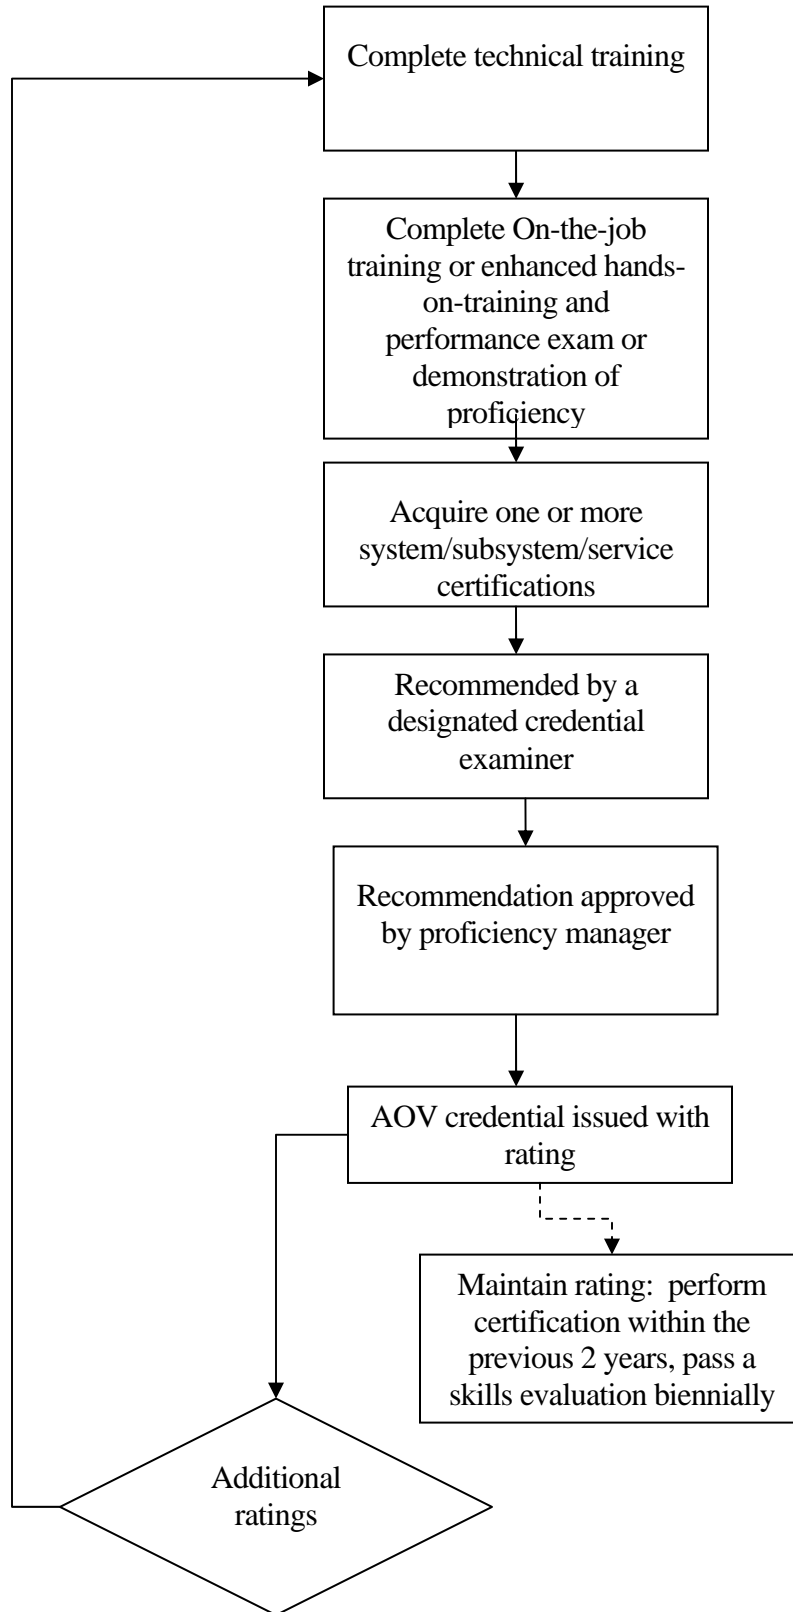 Complete technical training
Complete On-the-job
training or enhanced hands-
on-training and
performance exam or
demonstration of
proficiency
Acquire one or more
system/subsystem/service
certifications
Recommended by a
designated credential
examiner
Recommendation approved
by proficiency manager
AOV credential issued with
rating
Maintain rating:  perform
certification within the
previous 2 years, pass a
skills evaluation biennially
Additional
ratings